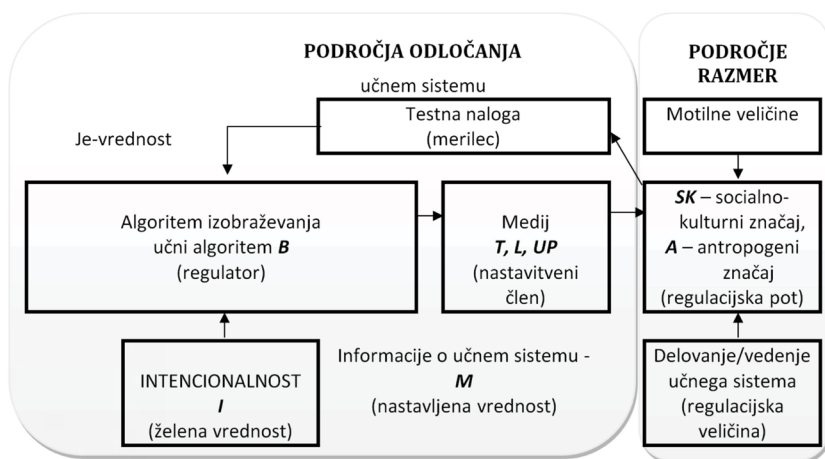 PODROČJA ODLOČANJA
PODROČJE
RAZMER
učnem sistemu
Testna naloga
(merilec)
Motilne veličine
Je-vrednost
Algoritem izobraževanja
učni algoritem B
(regulator)
Medij
T, L, UP
(nastavitveni
člen)
SK – socialno-
kulturni značaj,
A – antropogeni
značaj
(regulacijska pot)
INTENCIONALNOST
I
(želena vrednost)
Informacije o učnem sistemu -
M
(nastavljena vrednost)
Delovanje/vedenje
učnega sistema
(regulacijska
veličina)